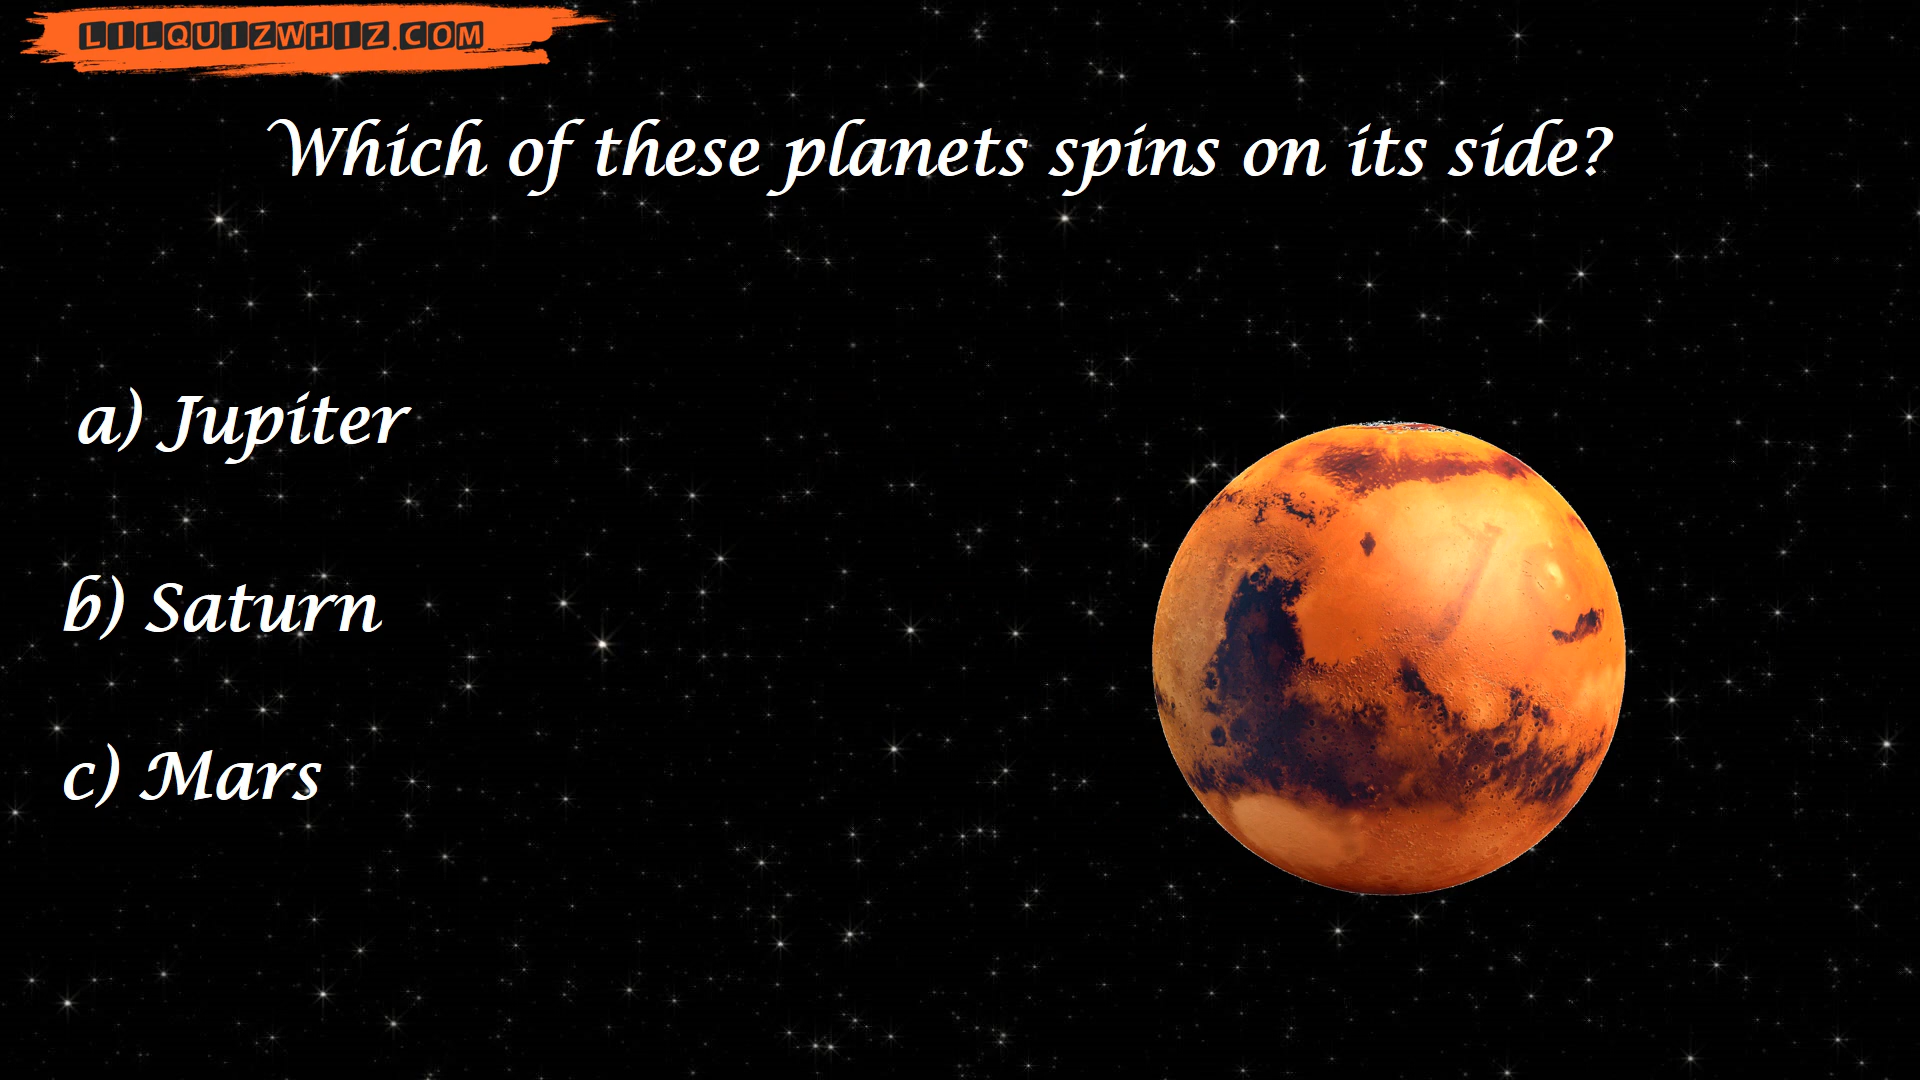 LILQUIZWHIZ.COM
Which of these planets spins on its side?
a) Jupiter
b) Saturn
c) Mars